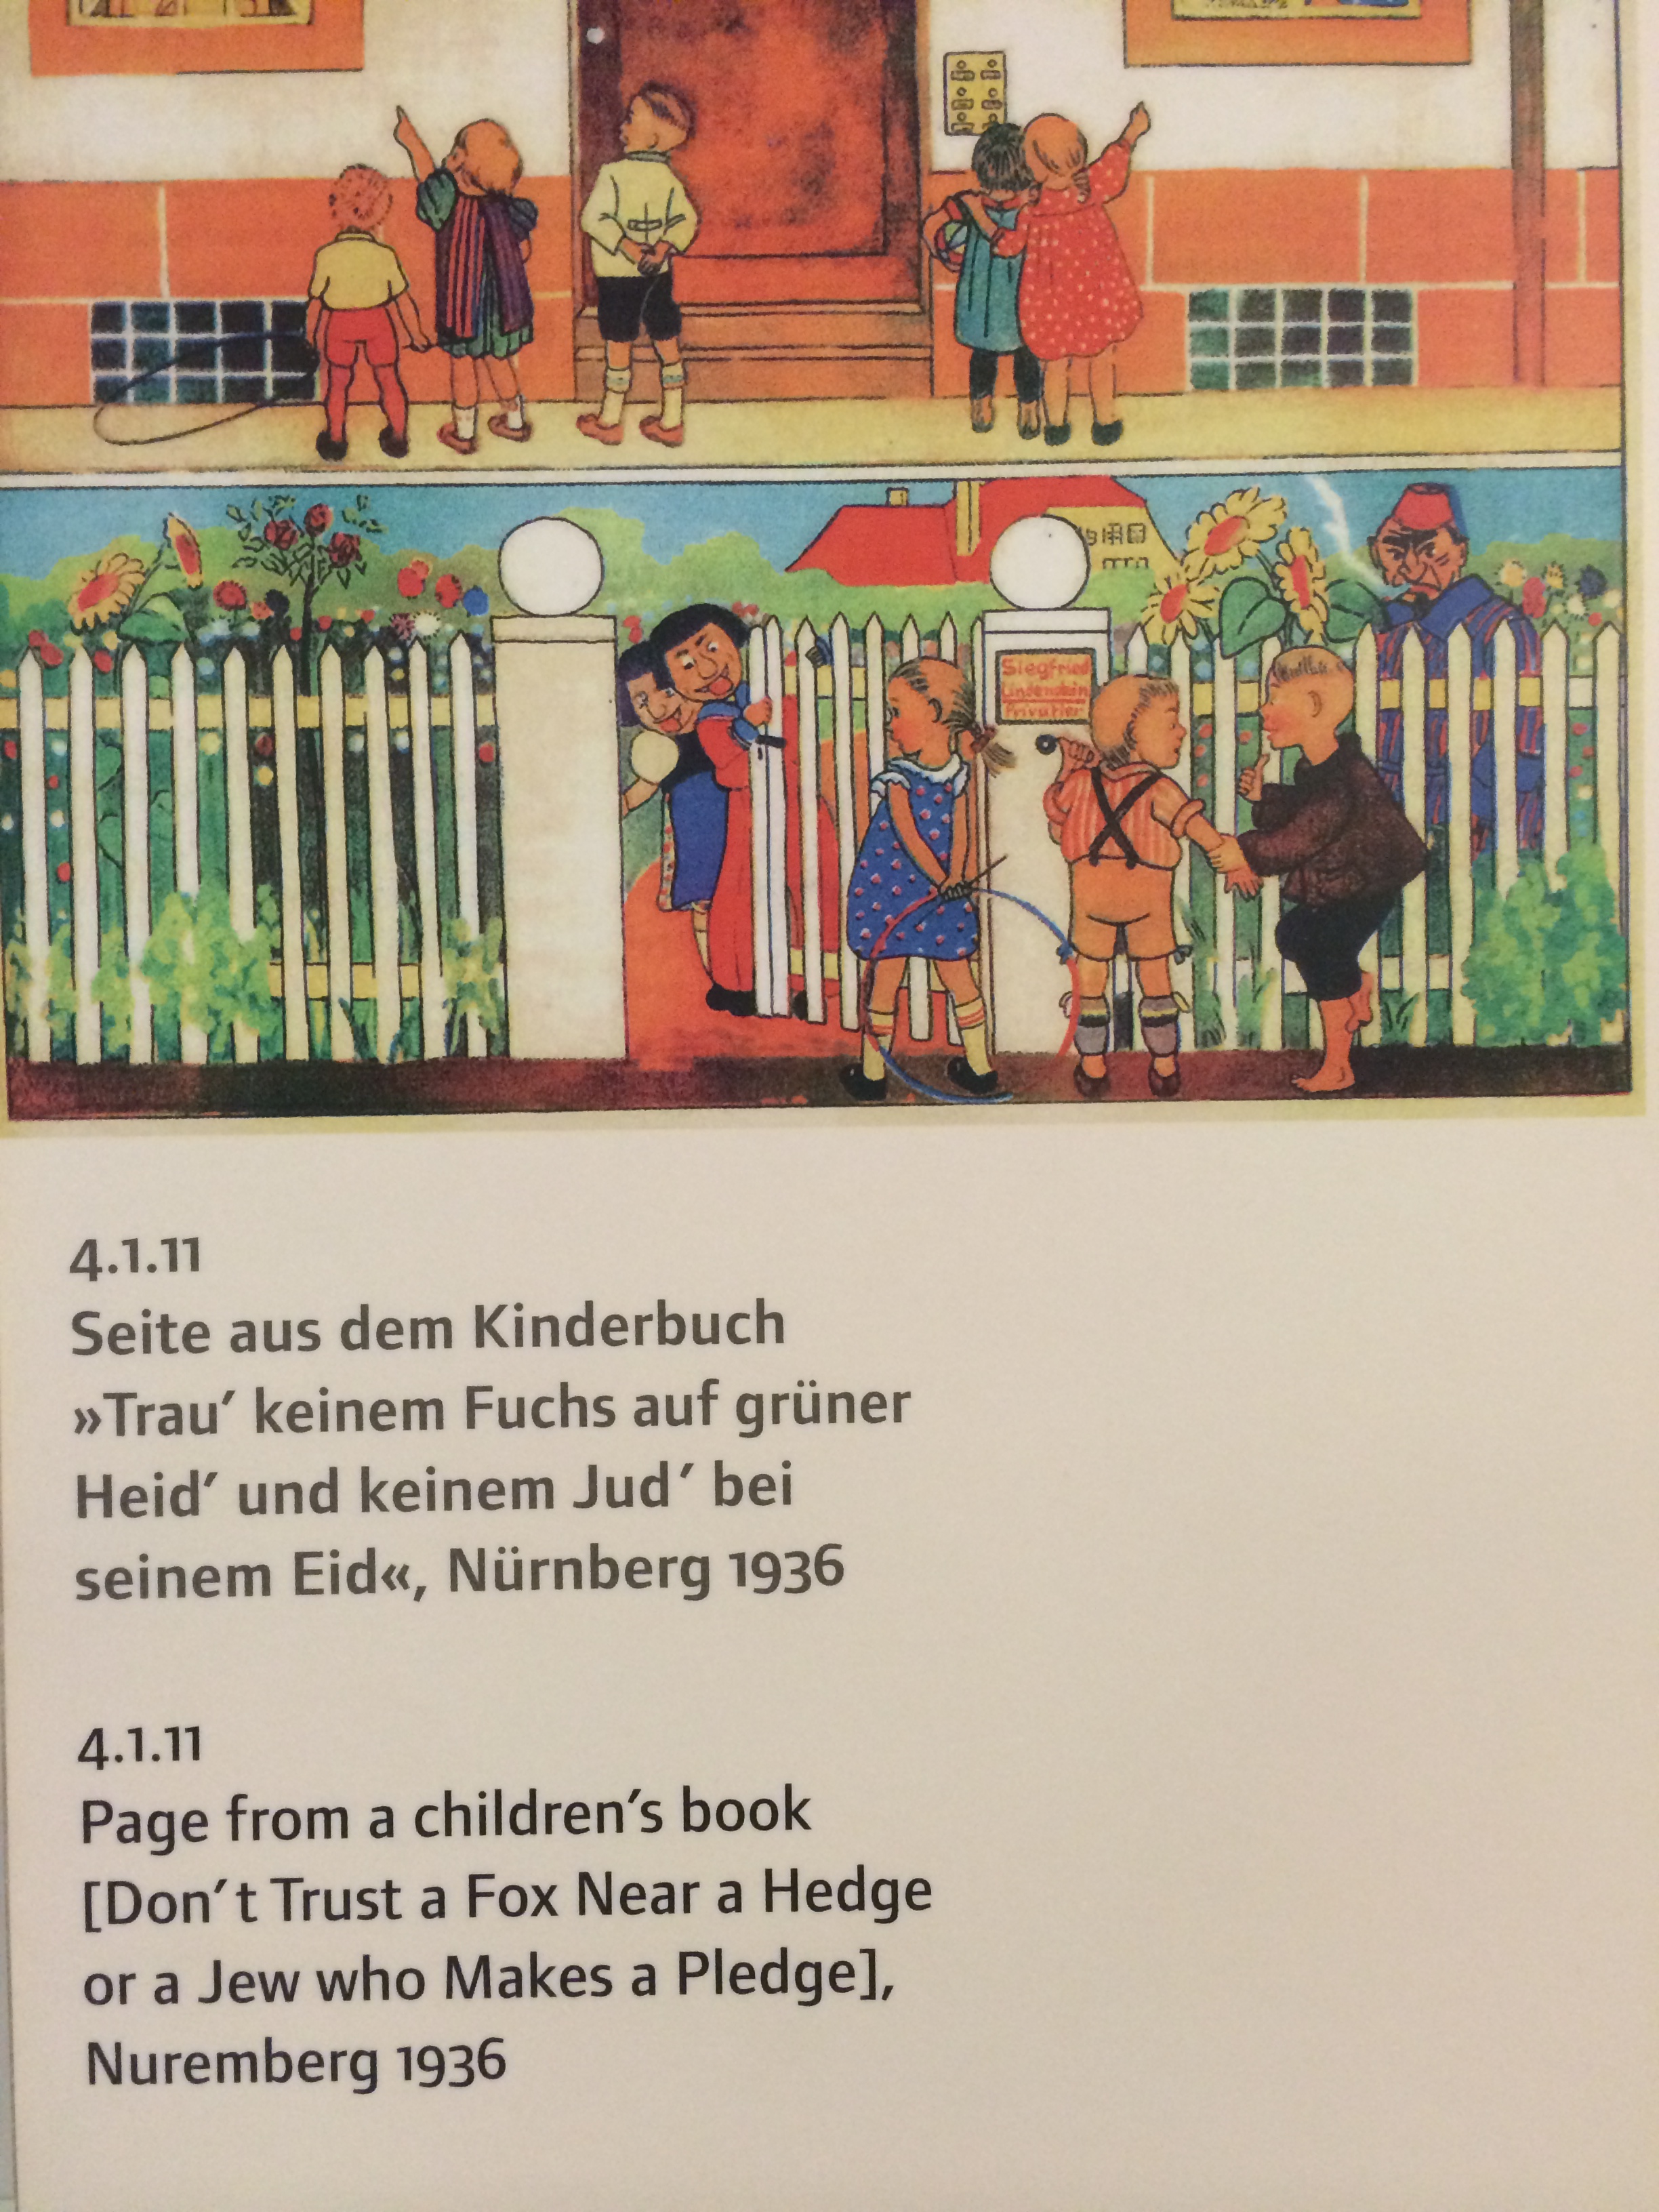 Siegfried
Lindenstein
Privatier
4.1.11
Seite aus dem Kinderbuch
»Trau’ keinem Fuchs auf grüner
Heid’ und keinem Jud’ bei
seinem Eid«, Nürnberg 1936
4.1.11
Page from a children’s book
[Don’t Trust a Fox Near a Hedge
or a Jew who Makes a Pledge],
Nuremberg 1936